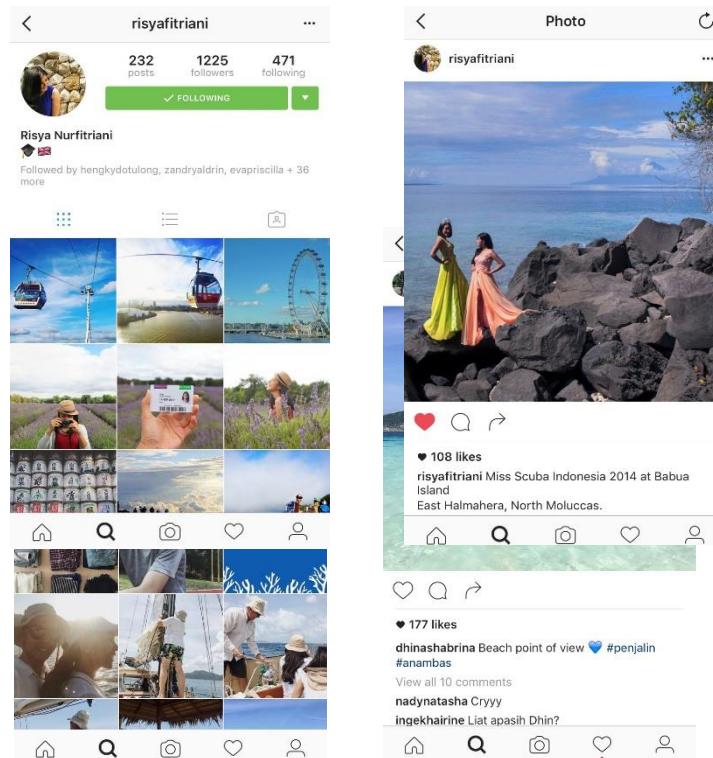 risyafitriani
232 1225 471
posts followers following
FOLLOWING
Risya Nurfitriani
Followed by hengkydotulong, zandryaldrin, evapriscilla + 36
more
Photo
risyafitriani
108 likes
risyafitriani Miss Scuba Indonesia 2014 at Babua
Island
East Halmahera, North Moluccas.
177 likes
dhinashabrina Beach point of view 💙 #penjalin
#anambas
View all 10 comments
nadynatasha Cryyy
ingekhairine Liat apasih Dhin?